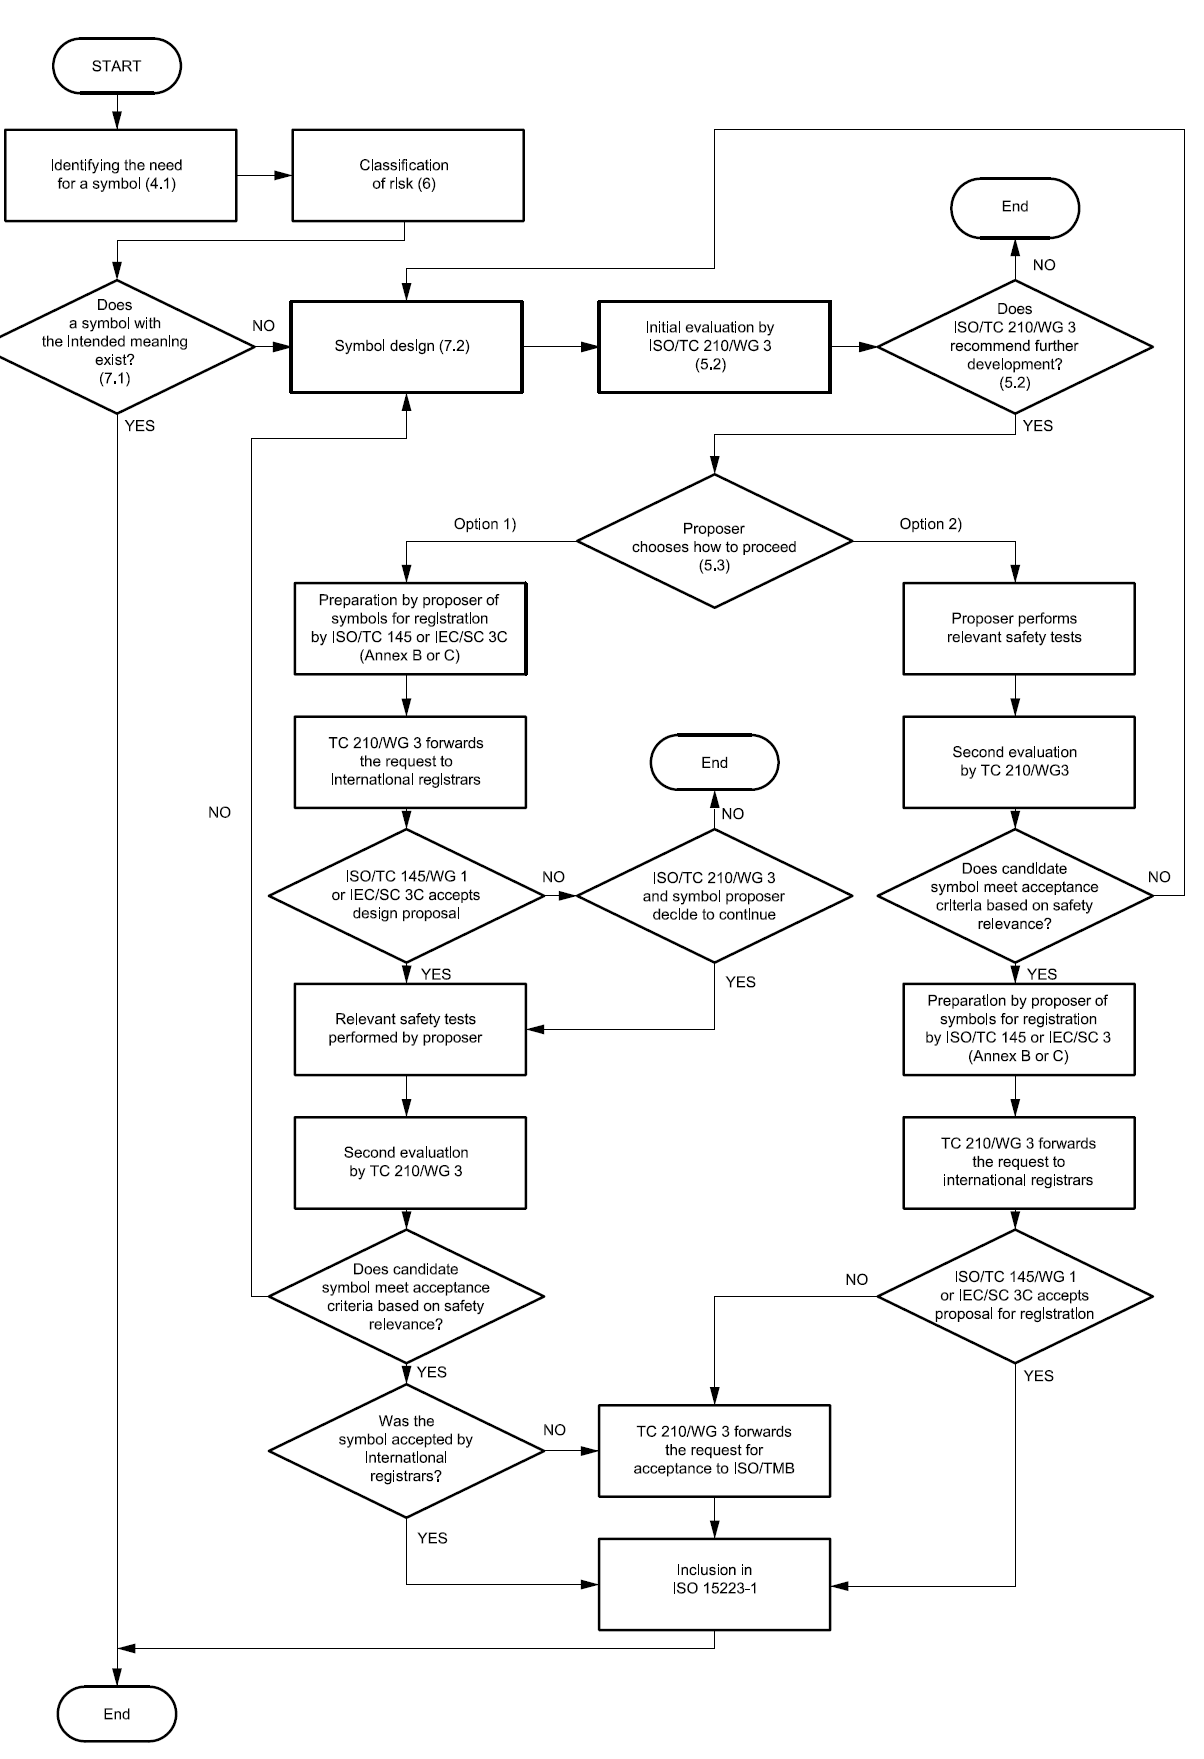 START
Identifying the need
for a symbol (4.1)
Classification
of risk (6)
End
NO
Does
a symbol with
the intended meaning
exist?
(7.1)
NO
Symbol design (7.2)
Initial evaluation by
ISO/TC 210/WG 3
(5.2)
Does
ISO/TC 210/WG 3
recommend further
development?
(5.2)
YES
YES
Option 1)
Proposer
chooses how to proceed
(5.3)
Option 2)
Preparation by proposer of
symbols for registration
by ISO/TC 145 or IEC/SC 3C
(Annex B or C)
Proposer performs
relevant safety tests
TC 210/WG 3 forwards
the request to
international registrars
End
Second evaluation
by TC 210/WG3
NO
NO
ISO/TC 145/WG 1
or IEC/SC 3C accepts
design proposal
NO
ISO/TC 210/WG 3
and symbol proposer
decide to continue
Does candidate
symbol meet acceptance
criteria based on safety
relevance?
NO
YES
YES
YES
Relevant safety tests
performed by proposer
Preparation by proposer of
symbols for registration
by ISO/TC 145 or IEC/SC 3
(Annex B or C)
Second evaluation
by TC 210/WG 3
TC 210/WG 3 forwards
the request to
international registrars
Does candidate
symbol meet acceptance
criteria based on safety
relevance?
NO
ISO/TC 145/WG 1
or IEC/SC 3C accepts
proposal for registration
YES
YES
Was the
symbol accepted by
international
registrars?
NO
TC 210/WG 3 forwards
the request for
acceptance to ISO/TMB
YES
Inclusion in
ISO 15223-1
End